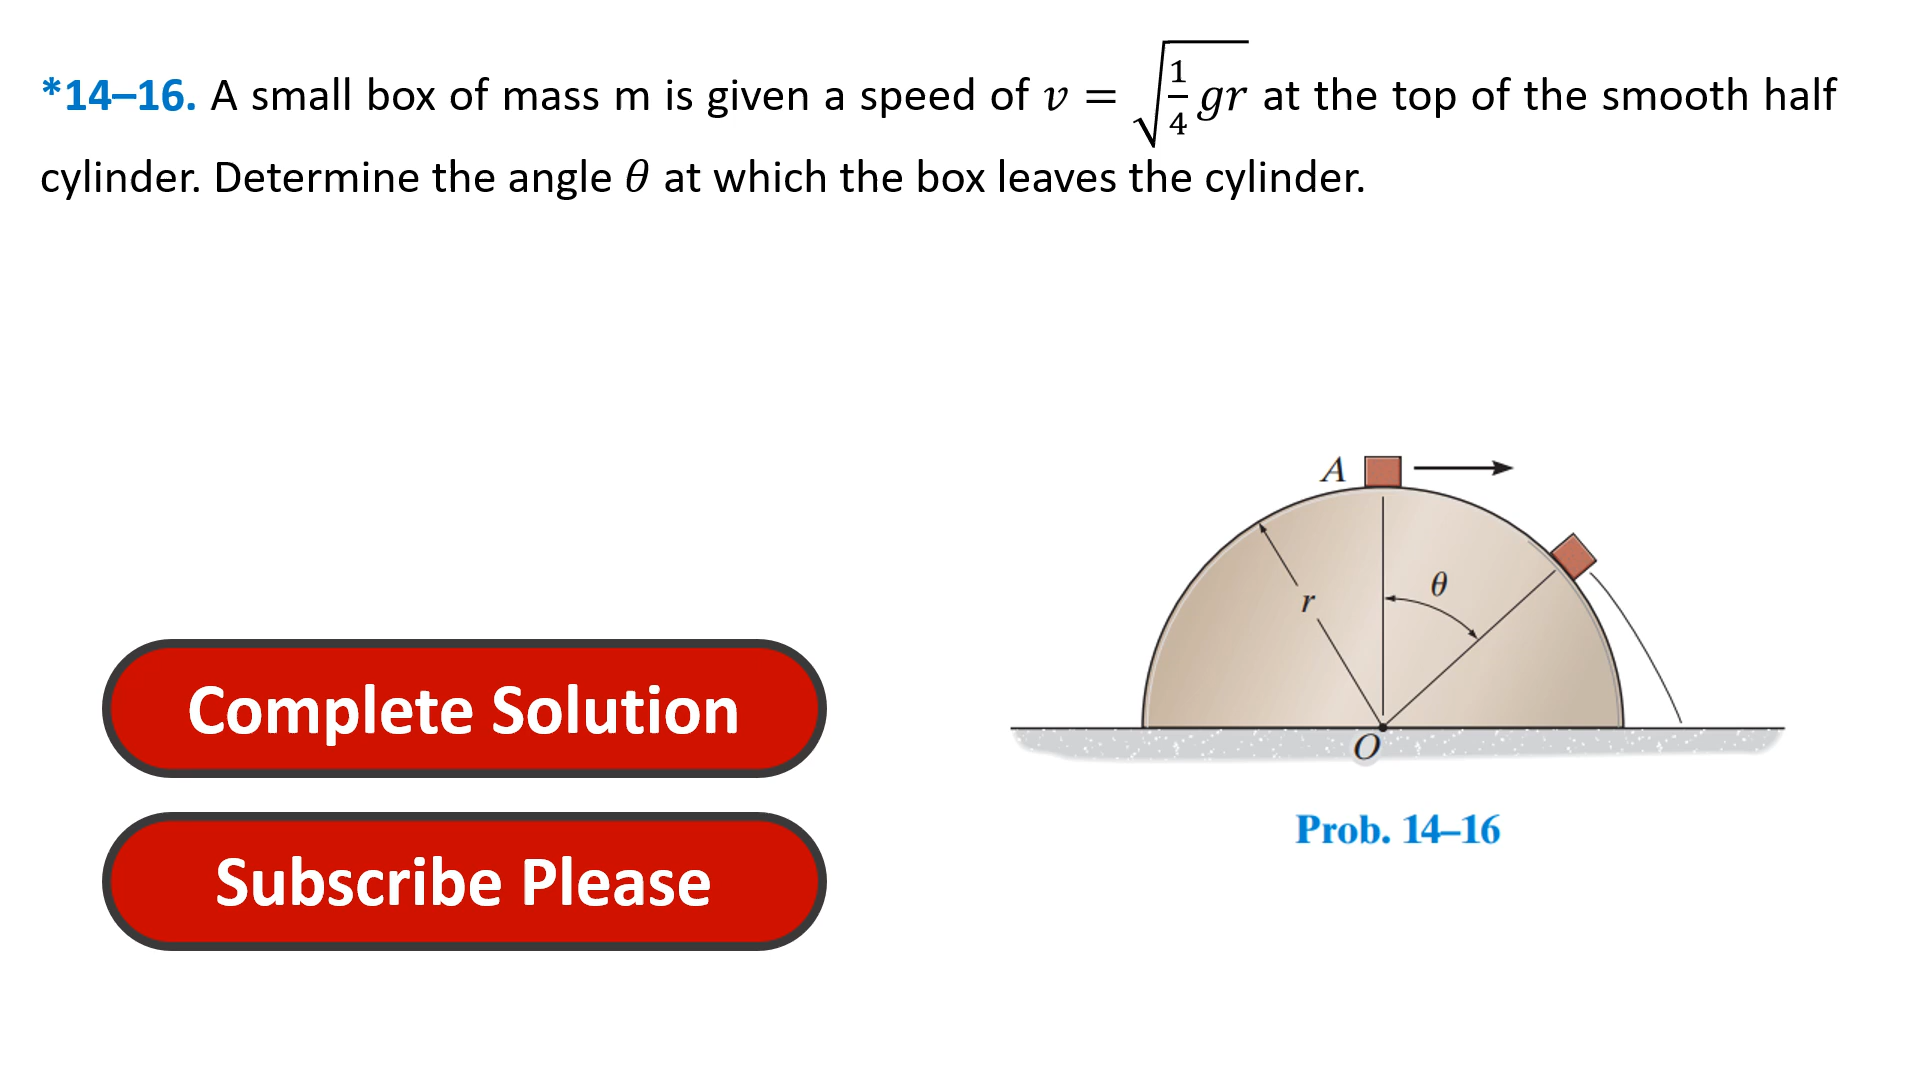 *14–16. A small box of mass m is given a speed of 𝑣 = √(1/4 𝑔𝑟) at the top of the smooth half
cylinder. Determine the angle 𝜃 at which the box leaves the cylinder.
A
θ
r
Complete Solution
O
Prob. 14–16
Subscribe Please